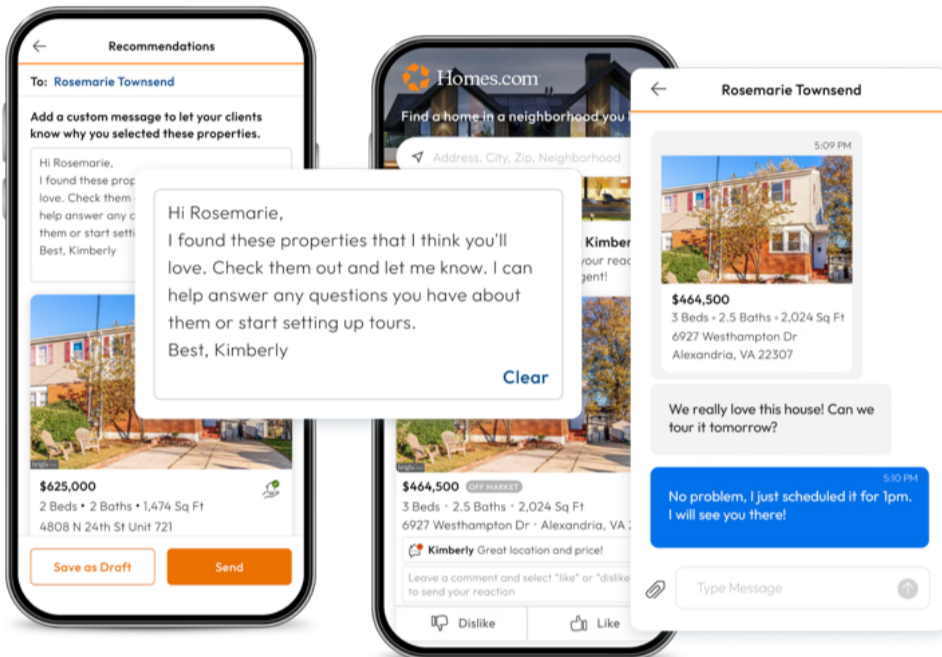 Recommendations
To: Rosemarie Townsend
Add a custom message to let your clients
know why you selected these properties.
Hi Rosemarie,
I found these prop
love. Check them
help answer any
them or start setti
Best, Kimberly
$625,000
2 Beds • 2 Baths • 1,474 Sq Ft
4808 N 24th St Unit 721
Save as Draft
Send
Hi Rosemarie,
I found these properties that I think you'll
love. Check them out and let me know. I can
help answer any questions you have about
them or start setting up tours.
Best, Kimberly
Clear
Homes.com
Find a home in a neighborhood you
Address, City, Zip, Neighborhood
Kimber
your reac
gent!
$464,500 OFF MARKET
3 Beds • 2.5 Baths • 2,024 Sq Ft
6927 Westhampton Dr • Alexandria, VA
Kimberly Great location and price!
Leave a comment and select "like" or "dislike
to send your reaction
Dislike
Like
Rosemarie Townsend
5:09 PM
$464,500
3 Beds • 2.5 Baths • 2,024 Sq Ft
6927 Westhampton Dr
Alexandria, VA 22307
We really love this house! Can we
tour it tomorrow?
5:10 PM
No problem, I just scheduled it for 1pm.
I will see you there!
Type Message